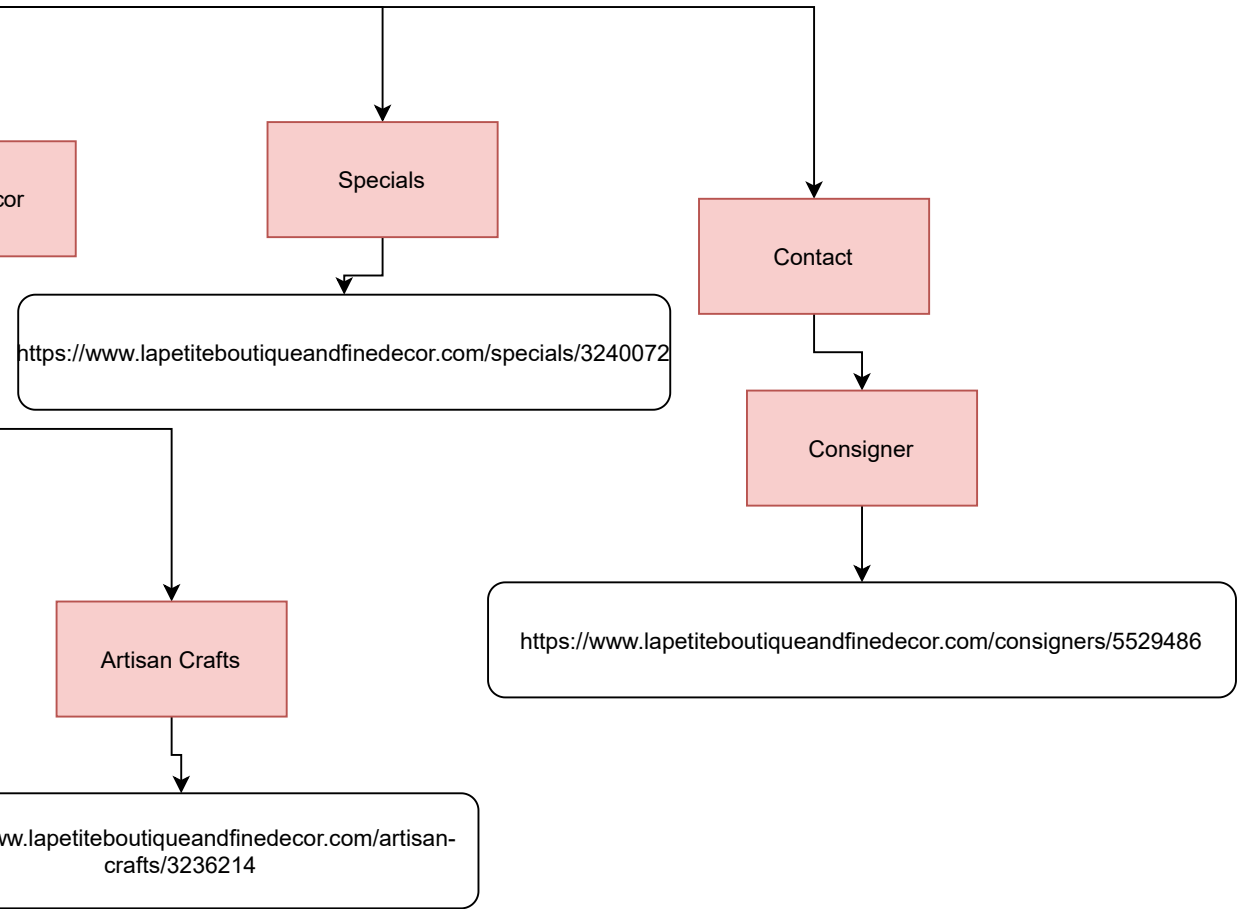 Specials
cor
Contact
https://www.lapetiteboutiqueandfinedecor.com/specials/3240072
Consigner
https://www.lapetiteboutiqueandfinedecor.com/consigners/5529486
Artisan Crafts
ww.lapetiteboutiqueandfinedecor.com/artisan-
crafts/3236214